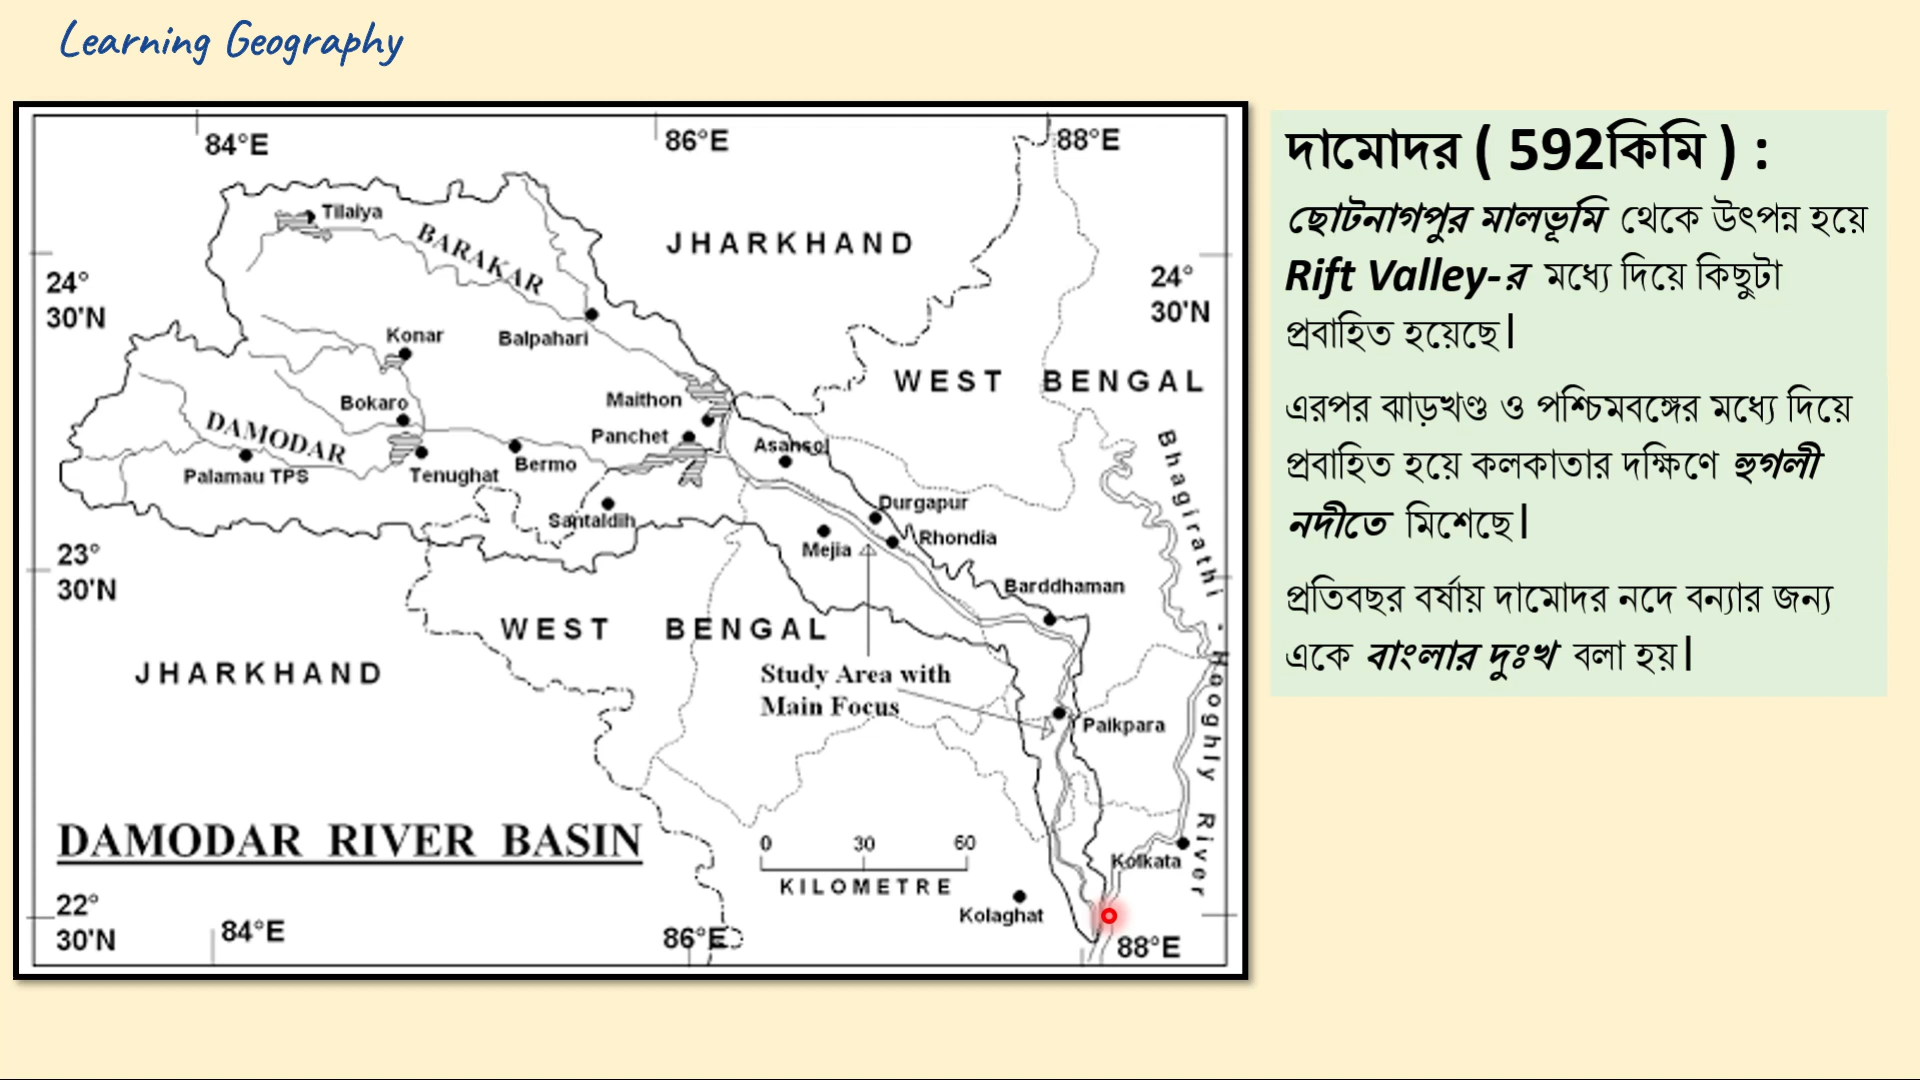 Learning Geography
84°E
86°E
88°E
Tilaiya
BARAKAR
JHARKHAND
24°
30'N
24°
30'N
Konar
Balpahari
WEST BENGAL
Maithon
Bokaro
DAMODAR
Panchet
Asansol
Bermo
Palamau TPS
Tenughat
Santaldih
Durgapur
Rhondia
Mejia
Bhagirathi - Hooghly River
23°
30'N
Barddhaman
WEST BENGAL
JHARKHAND
Study Area with
Main Focus
Paikpara
DAMODAR RIVER BASIN
0 30 60
KILOMETRE
Kolkata
Kolaghat
22°
30'N
84°E
86°E
88°E
দামোদর ( 592কিমি ) :
ছোটনাগপুর মালভূমি থেকে উৎপন্ন হয়ে
Rift Valley-র মধ্যে দিয়ে কিছুটা
প্রবাহিত হয়েছে।
এরপর ঝাড়খণ্ড ও পশ্চিমবঙ্গের মধ্যে দিয়ে
প্রবাহিত হয়ে কলকাতার দক্ষিণে হুগলী
নদীতে মিশেছে।
প্রতিবছর বর্ষায় দামোদর নদে বন্যার জন্য
একে বাংলার দুঃখ বলা হয়।